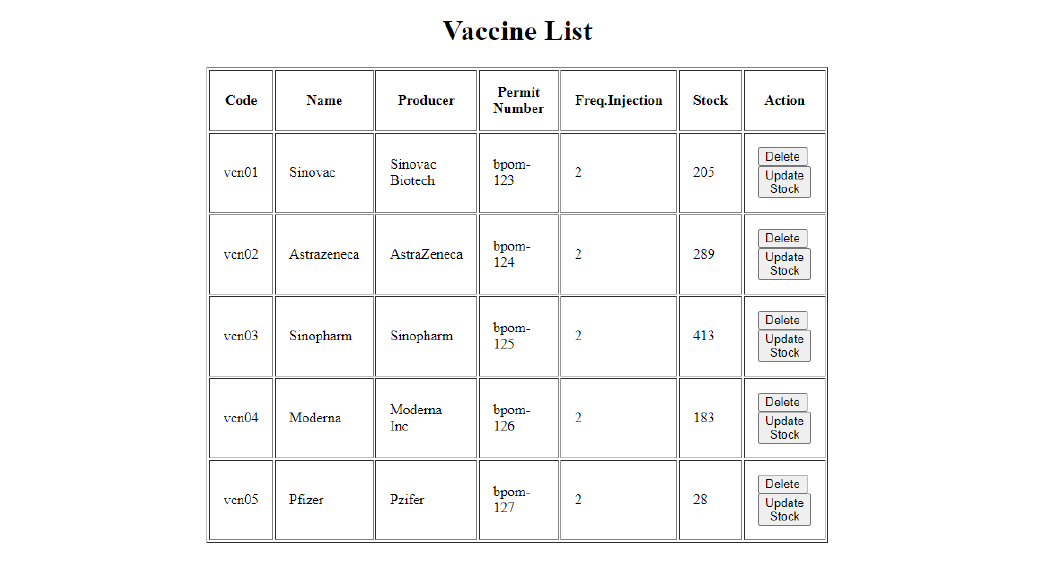 Vaccine List
Code Name Producer Permit Number Freq.Injection Stock Action
vcn01 Sinovac Sinovac Biotech bpom-123 2 205 Delete Update Stock
vcn02 Astrazeneca AstraZeneca bpom-124 2 289 Delete Update Stock
vcn03 Sinopharm Sinopharm bpom-125 2 413 Delete Update Stock
vcn04 Moderna Moderna Inc bpom-126 2 183 Delete Update Stock
vcn05 Pfizer Pzifer bpom-127 2 28 Delete Update Stock